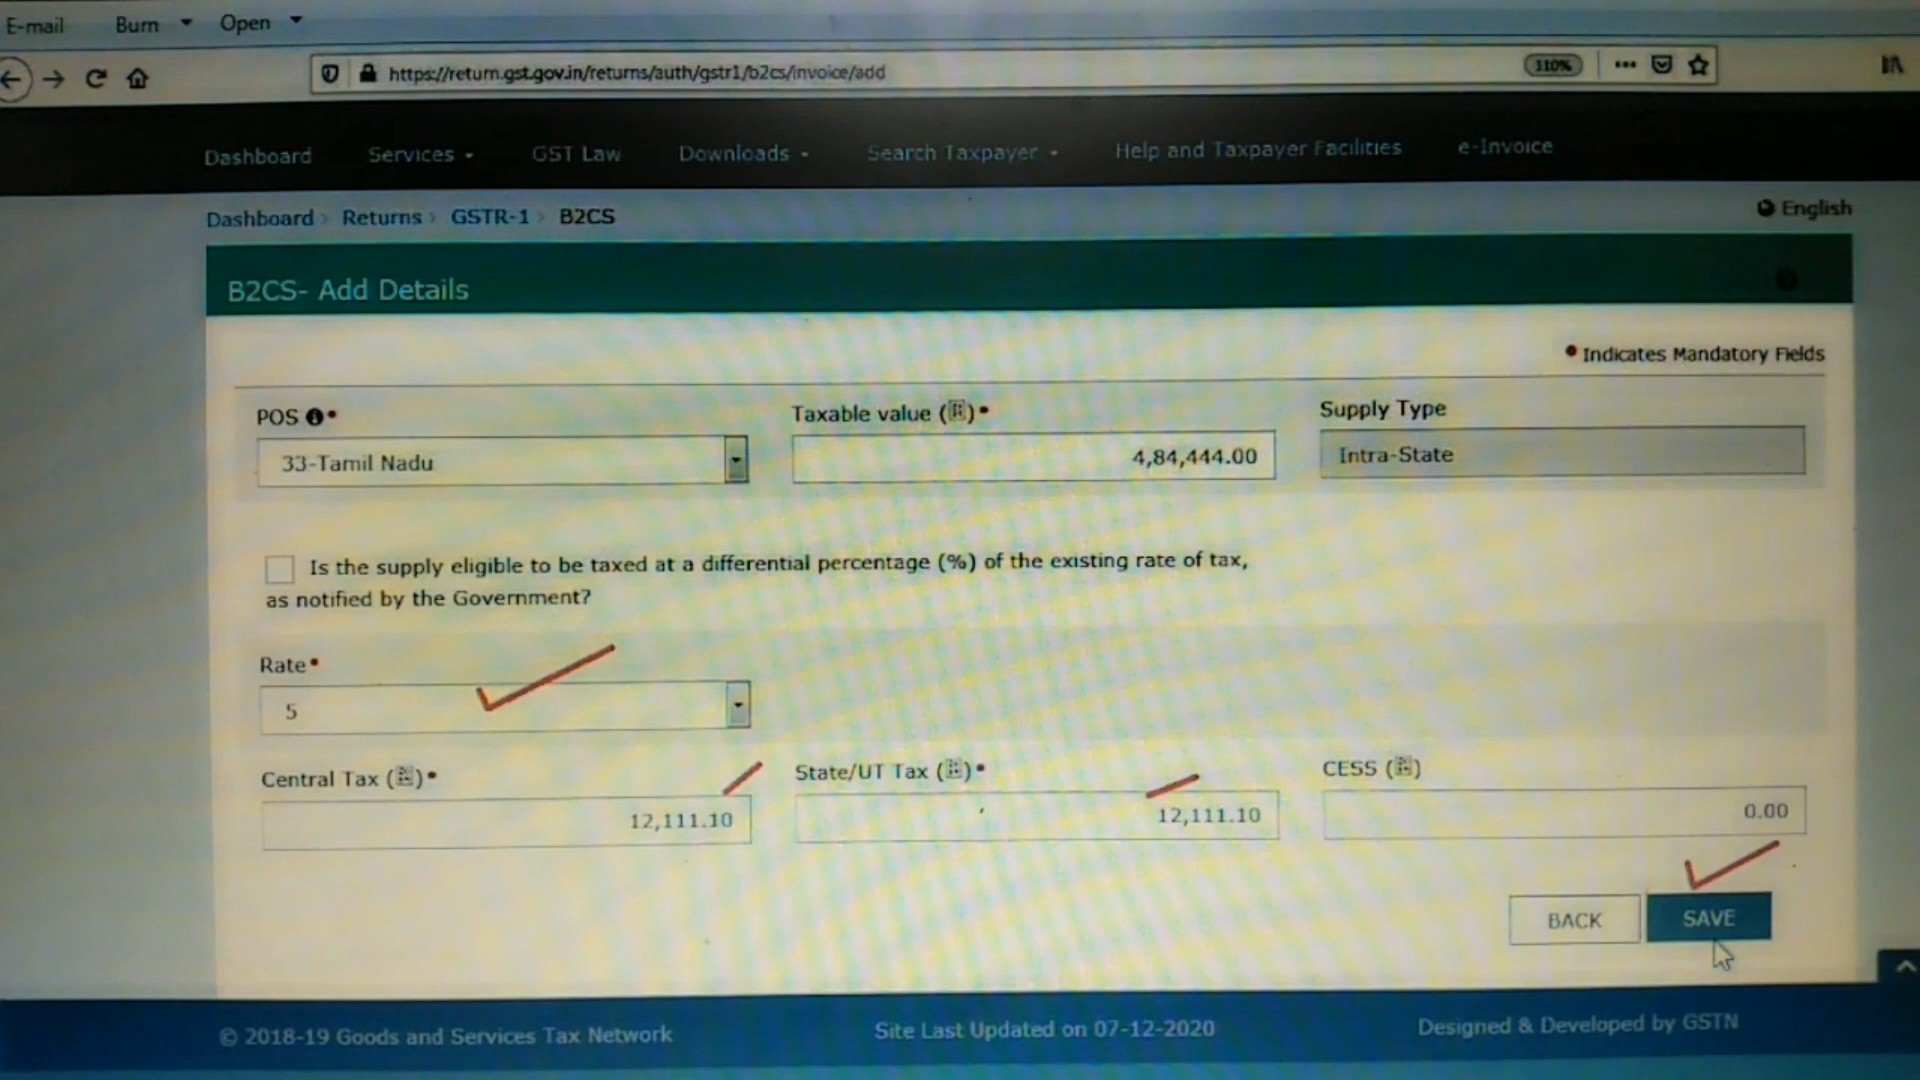 E-mail Burn Open
https://return.gst.gov.in/returns/auth/gstr1/b2cs/invoice/add 110%
Dashboard Services GST Law Downloads Search Taxpayer Help and Taxpayer Facilities e-Invoice
Dashboard › Returns › GSTR-1 › B2CS English
B2CS- Add Details
• Indicates Mandatory Fields
POS • Taxable value () • Supply Type
33-Tamil Nadu 4,84,444.00 Intra-State
Is the supply eligible to be taxed at a differential percentage (%) of the existing rate of tax,
as notified by the Government?
Rate •
5
Central Tax () • State/UT Tax () • CESS ()
12,111.10 12,111.10 0.00
BACK SAVE
© 2018-19 Goods and Services Tax Network Site Last Updated on 07-12-2020 Designed & Developed by GSTN